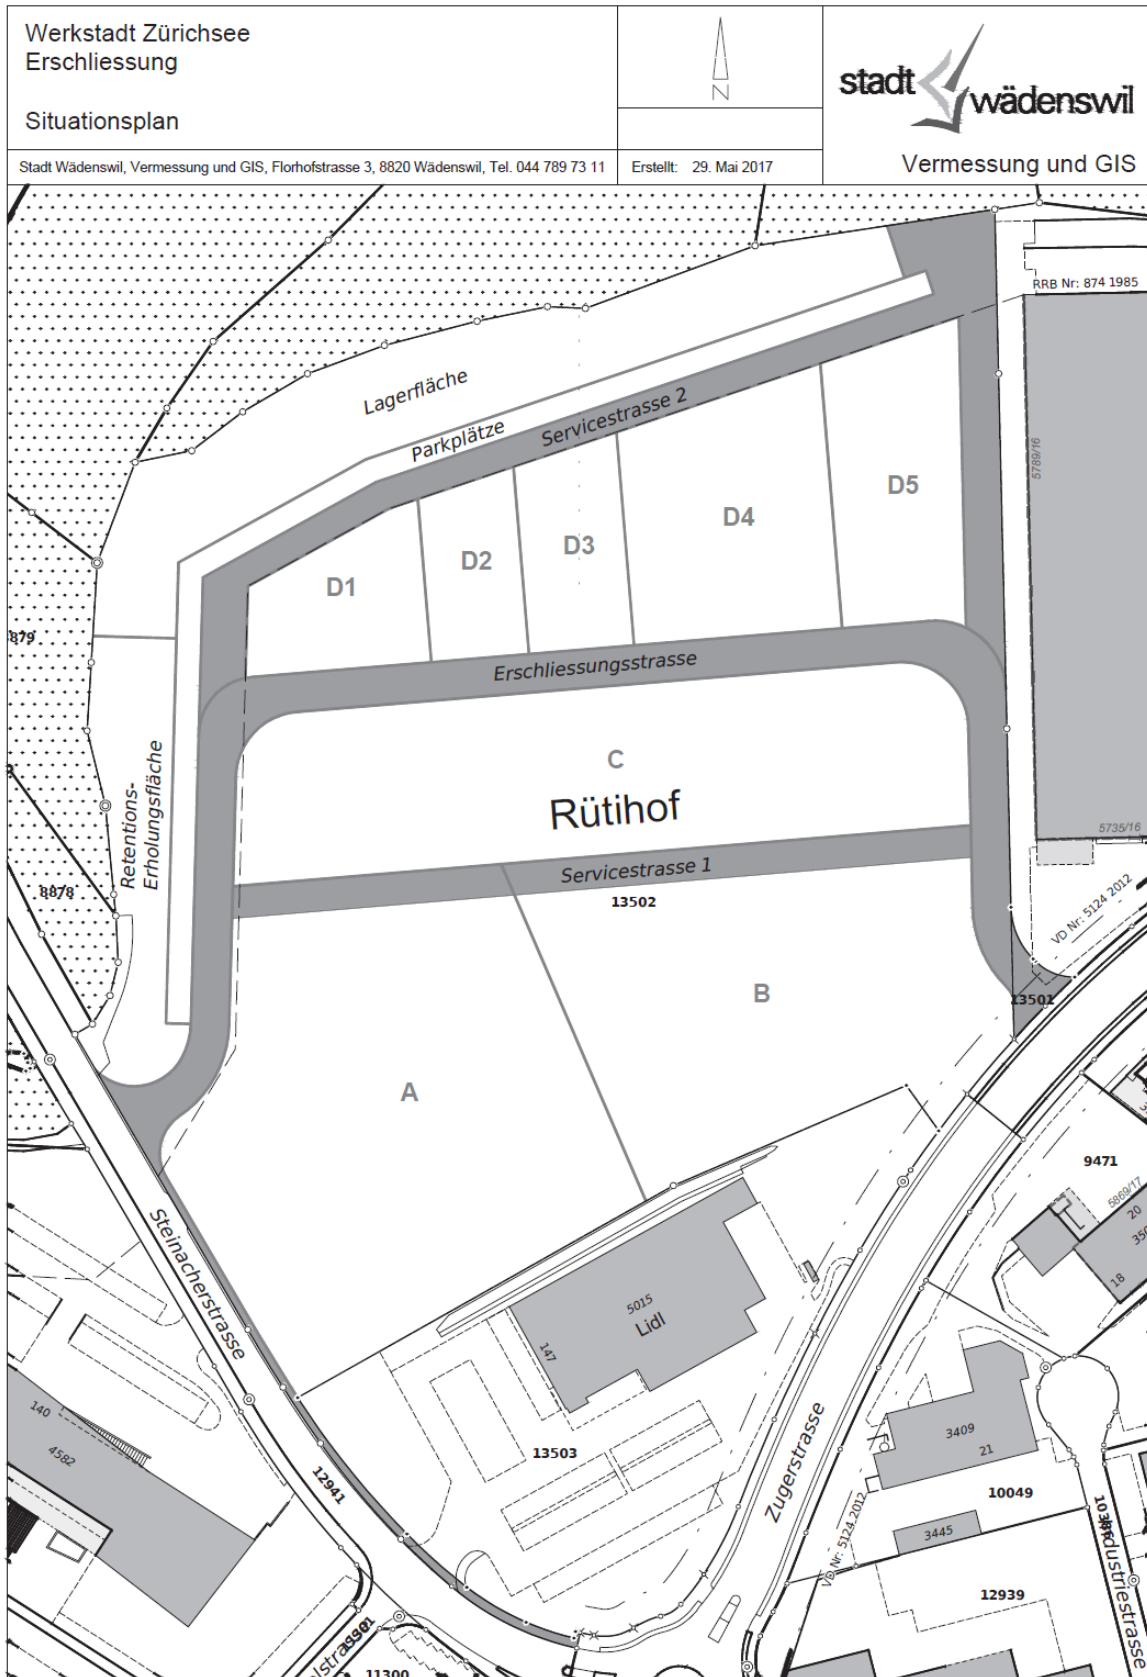 Werkstadt Zürichsee
Erschliessung
Situationsplan
N
stadt wädenswil
Vermessung und GIS
Stadt Wädenswil, Vermessung und GIS, Florhofstrasse 3, 8820 Wädenswil, Tel. 044 789 73 11
Erstellt: 29. Mai 2017
RRB Nr: 874 1985
Lagerfläche
Parkplätze
Servicestrasse 2
5789/16
D5
D4
D3
D2
D1
879
Erschliessungsstrasse
C
Rütihof
Retentions-
Erholungsfläche
5735/16
Servicestrasse 1
13502
8878
VD Nr: 5124 2012
B
13501
A
9471
5869/17
20
350
18
Steinacherstrasse
5015
Lidl
147
140
4582
13503
Zugerstrasse
3409
21
12941
10049
VD Nr: 5124 2012
3445
10386
Industriestrasse
12939
lstrasse
11300